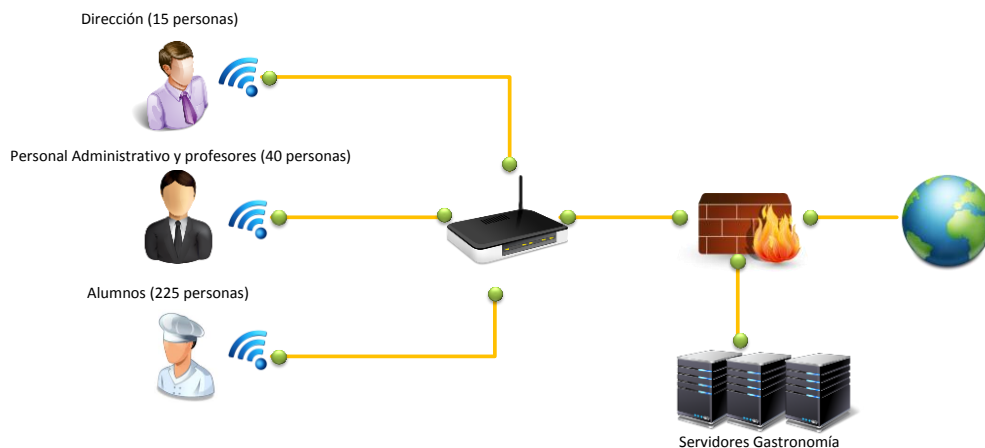 Dirección (15 personas)
Personal Administrativo y profesores (40 personas)
Alumnos (225 personas)
Servidores Gastronomía